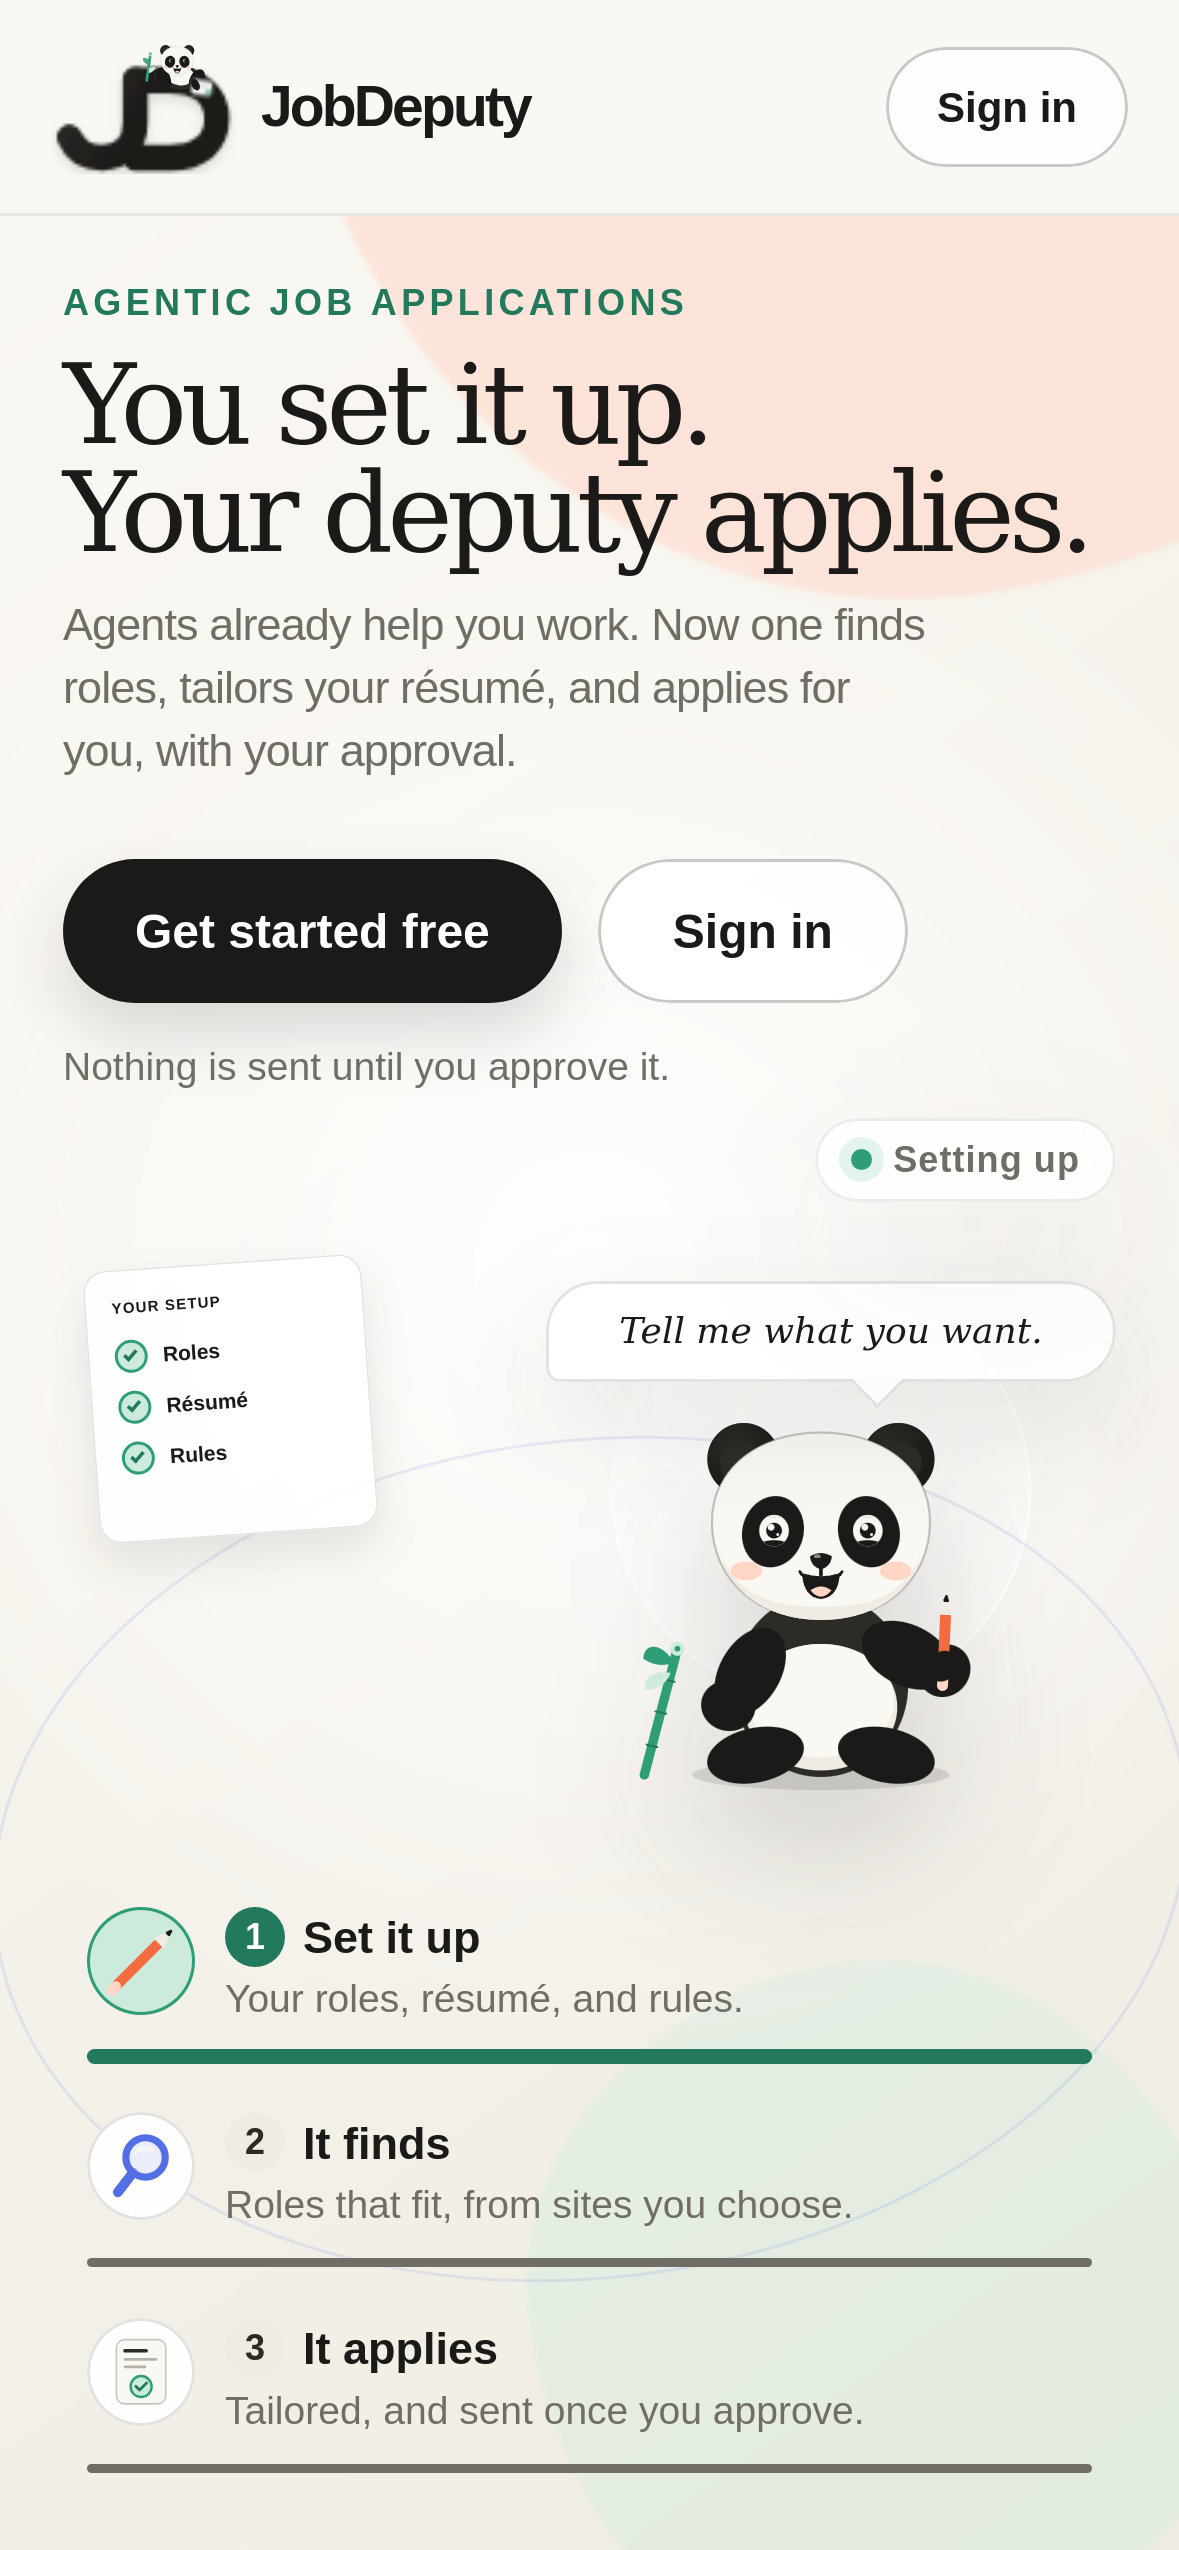 JD JobDeputy
Sign in
AGENTIC JOB APPLICATIONS
You set it up.
Your deputy applies.
Agents already help you work. Now one finds
roles, tailors your résumé, and applies for
you, with your approval.
Get started free
Sign in
Nothing is sent until you approve it.
Setting up
YOUR SETUP
Roles
Résumé
Rules
Tell me what you want.
1 Set it up
Your roles, résumé, and rules.
2 It finds
Roles that fit, from sites you choose.
3 It applies
Tailored, and sent once you approve.